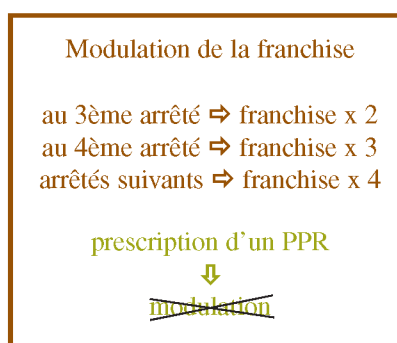 Modulation de la franchise
au 3ème arrêté ⇨ franchise x 2
au 4ème arrêté ⇨ franchise x 3
arrêtés suivants ⇨ franchise x 4
prescription d’un PPR
⇩
modulation